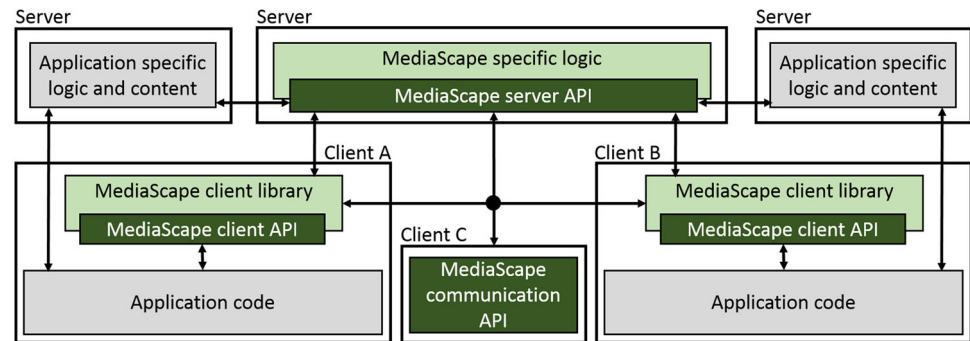 Server
Server
Application specific
logic and content
MediaScape specific logic
MediaScape server API
Application specific
logic and content
Client A
MediaScape client library
MediaScape client API
Application code
Client C
MediaScape
communication
API
Client B
MediaScape client library
MediaScape client API
Application code